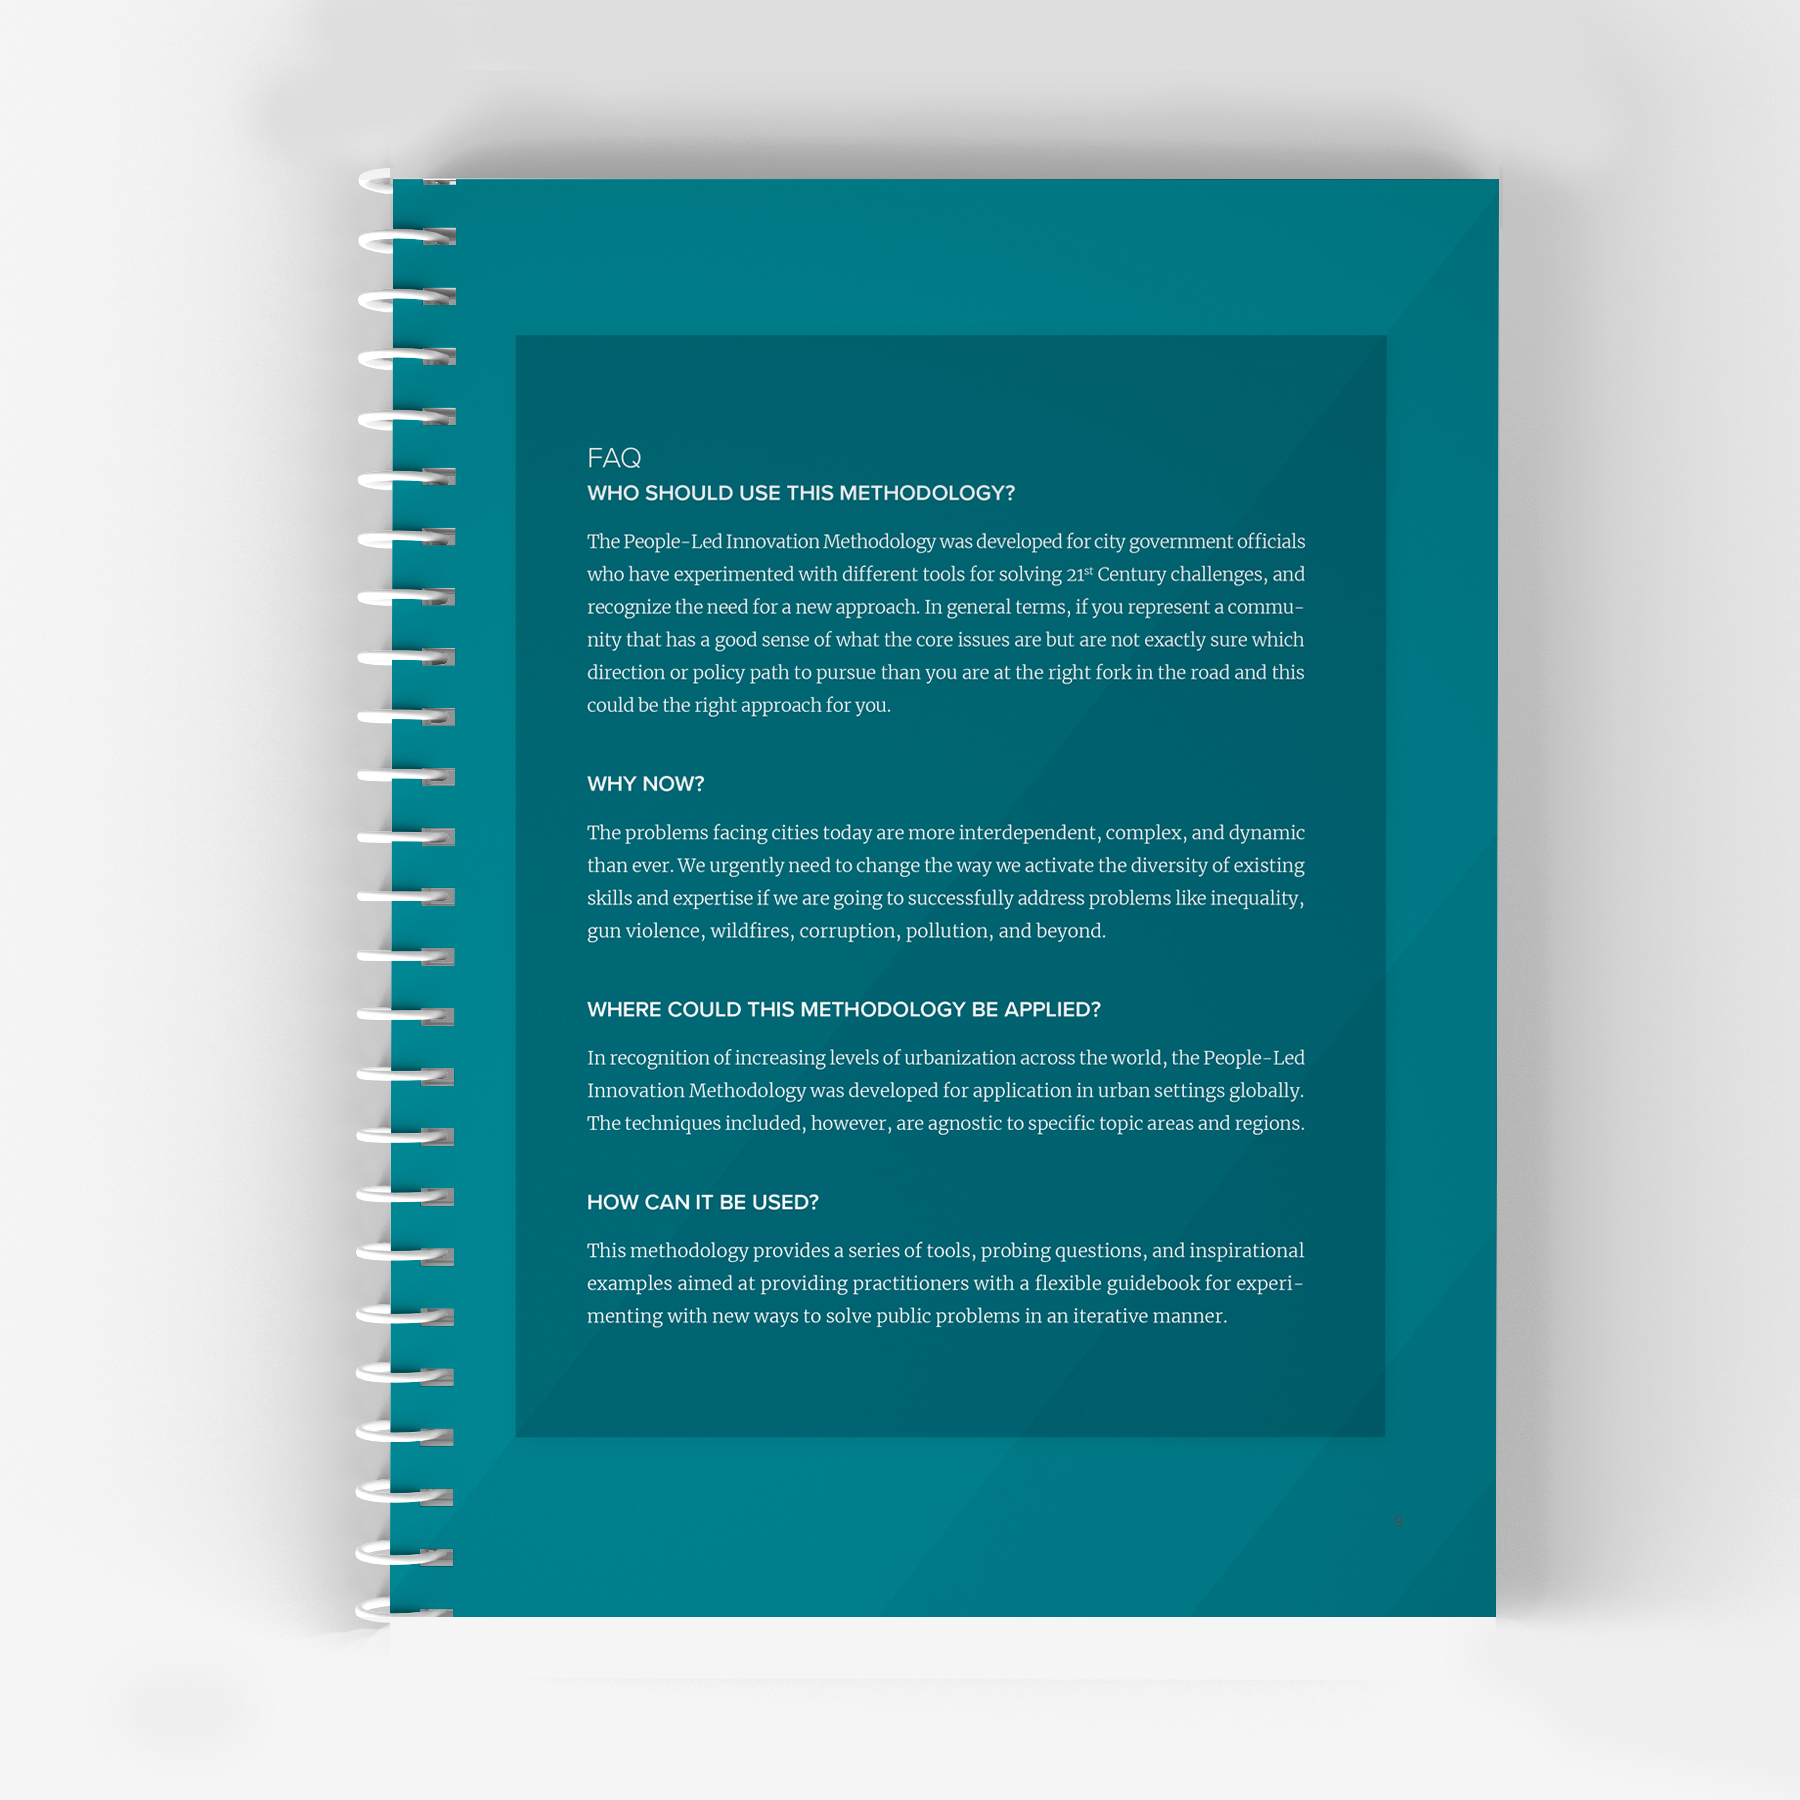 FAQ
WHO SHOULD USE THIS METHODOLOGY?
The People-Led Innovation Methodology was developed for city government officials
who have experimented with different tools for solving 21st Century challenges, and
recognize the need for a new approach. In general terms, if you represent a commu-
nity that has a good sense of what the core issues are but are not exactly sure which
direction or policy path to pursue than you are at the right fork in the road and this
could be the right approach for you.
WHY NOW?
The problems facing cities today are more interdependent, complex, and dynamic
than ever. We urgently need to change the way we activate the diversity of existing
skills and expertise if we are going to successfully address problems like inequality,
gun violence, wildfires, corruption, pollution, and beyond.
WHERE COULD THIS METHODOLOGY BE APPLIED?
In recognition of increasing levels of urbanization across the world, the People-Led
Innovation Methodology was developed for application in urban settings globally.
The techniques included, however, are agnostic to specific topic areas and regions.
HOW CAN IT BE USED?
This methodology provides a series of tools, probing questions, and inspirational
examples aimed at providing practitioners with a flexible guidebook for experi-
menting with new ways to solve public problems in an iterative manner.
9